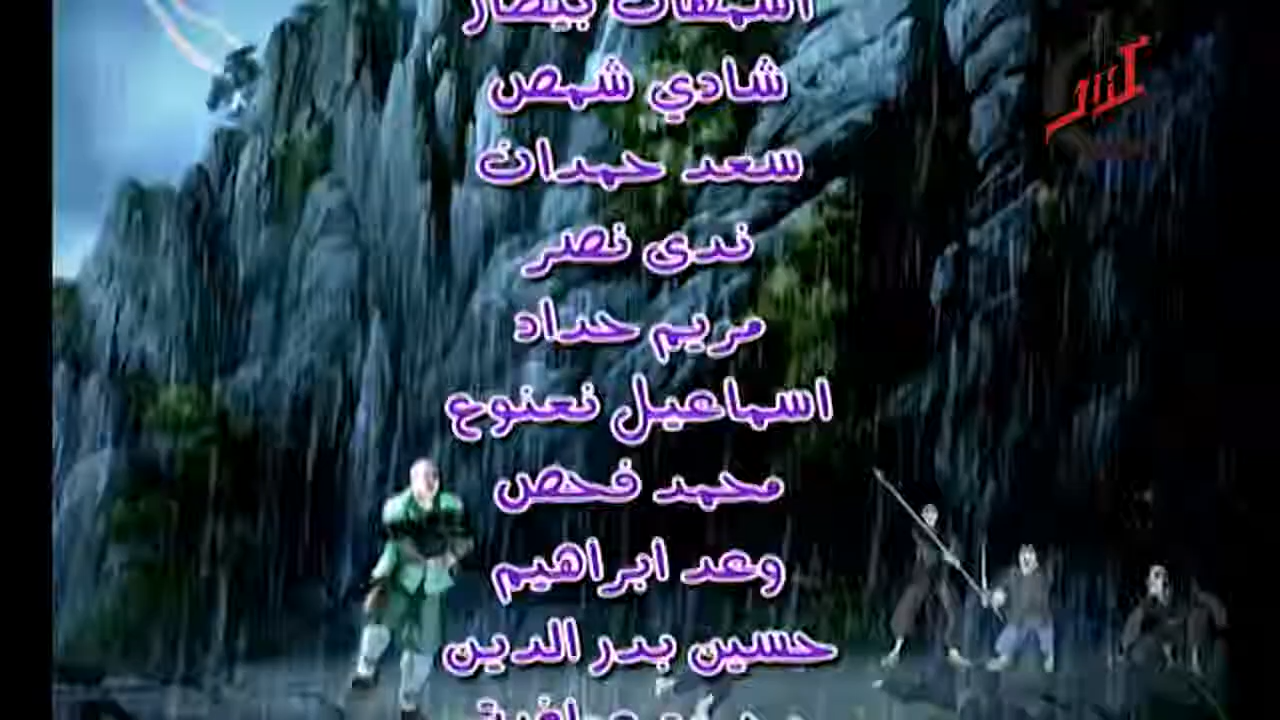 شادي شمص
سعد حمدان
ندى نصر
مريم حداد
اسماعيل نعنوع
محمد فحص
وعد ابراهيم
حسين بدر الدين